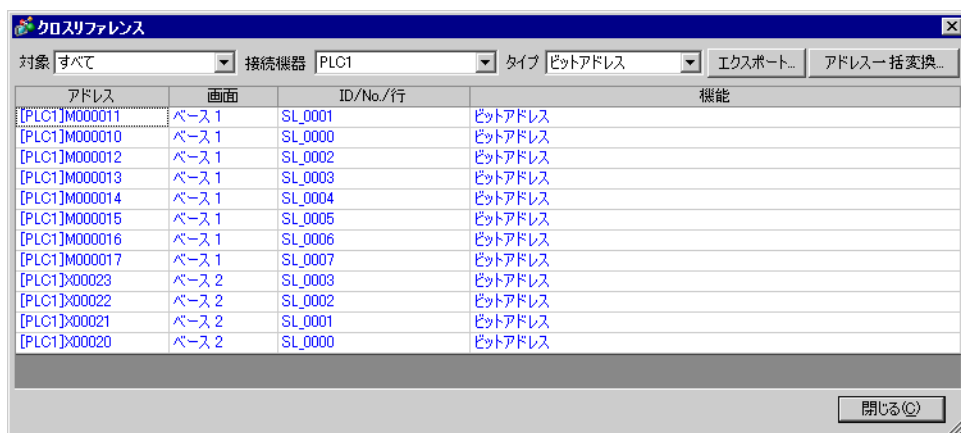 クロスリファレンス
対象 すべて 接続機器 PLC1 タイプ ビットアドレス エクスポート... アドレス一括変換...
アドレス 画面 ID/No./行 機能
[PLC1]M000011 ベース 1 SL_0001 ビットアドレス
[PLC1]M000010 ベース 1 SL_0000 ビットアドレス
[PLC1]M000012 ベース 1 SL_0002 ビットアドレス
[PLC1]M000013 ベース 1 SL_0003 ビットアドレス
[PLC1]M000014 ベース 1 SL_0004 ビットアドレス
[PLC1]M000015 ベース 1 SL_0005 ビットアドレス
[PLC1]M000016 ベース 1 SL_0006 ビットアドレス
[PLC1]M000017 ベース 1 SL_0007 ビットアドレス
[PLC1]X00023 ベース 2 SL_0003 ビットアドレス
[PLC1]X00022 ベース 2 SL_0002 ビットアドレス
[PLC1]X00021 ベース 2 SL_0001 ビットアドレス
[PLC1]X00020 ベース 2 SL_0000 ビットアドレス
閉じる(C)